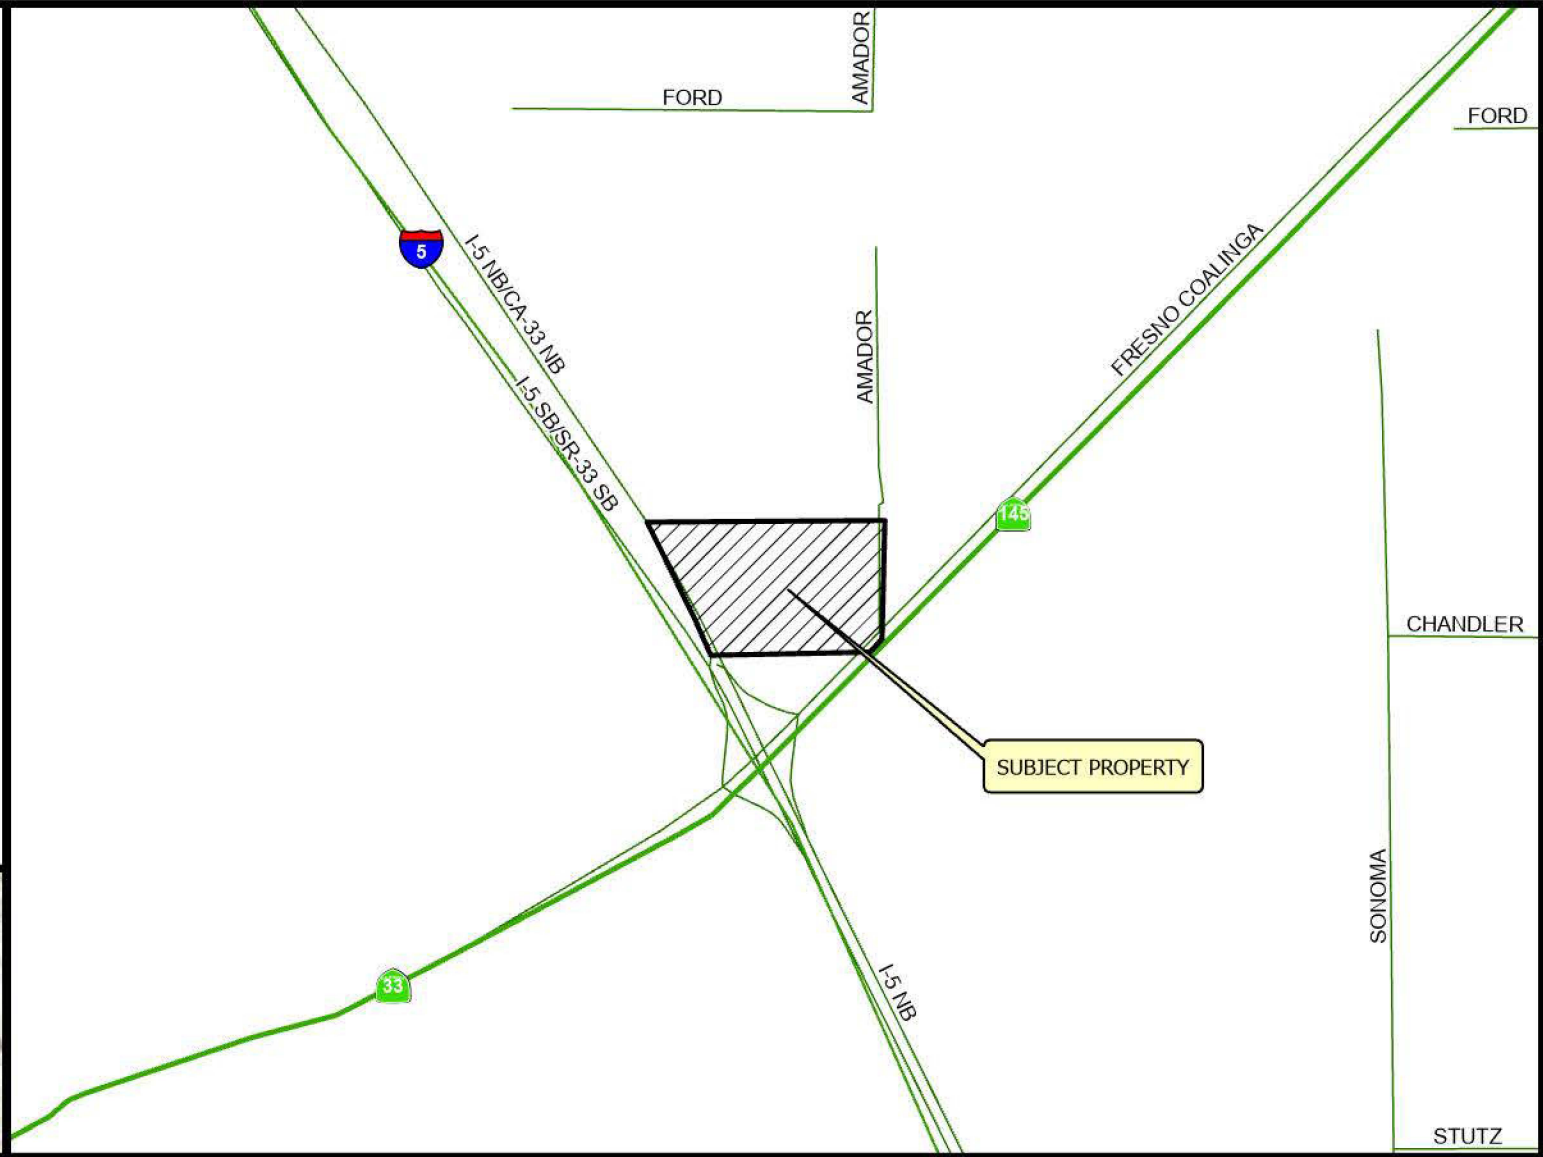 AMADOR
FORD
FORD
5
I-5 NB/CA-33 NB
FRESNO COALINGA
AMADOR
I-5 SB/SR-33 SB
145
CHANDLER
SUBJECT PROPERTY
SONOMA
33
I-5 NB
STUTZ